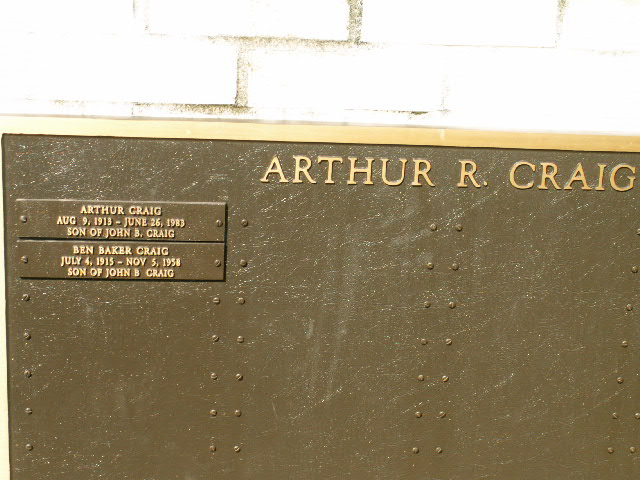 ARTHUR R. CRAIG
ARTHUR CRAIG
AUG 9, 1913 - JUNE 26, 1983
SON OF JOHN B. CRAIG
BEN BAKER CRAIG
JULY 4, 1915 - NOV 5, 1958
SON OF JOHN B CRAIG